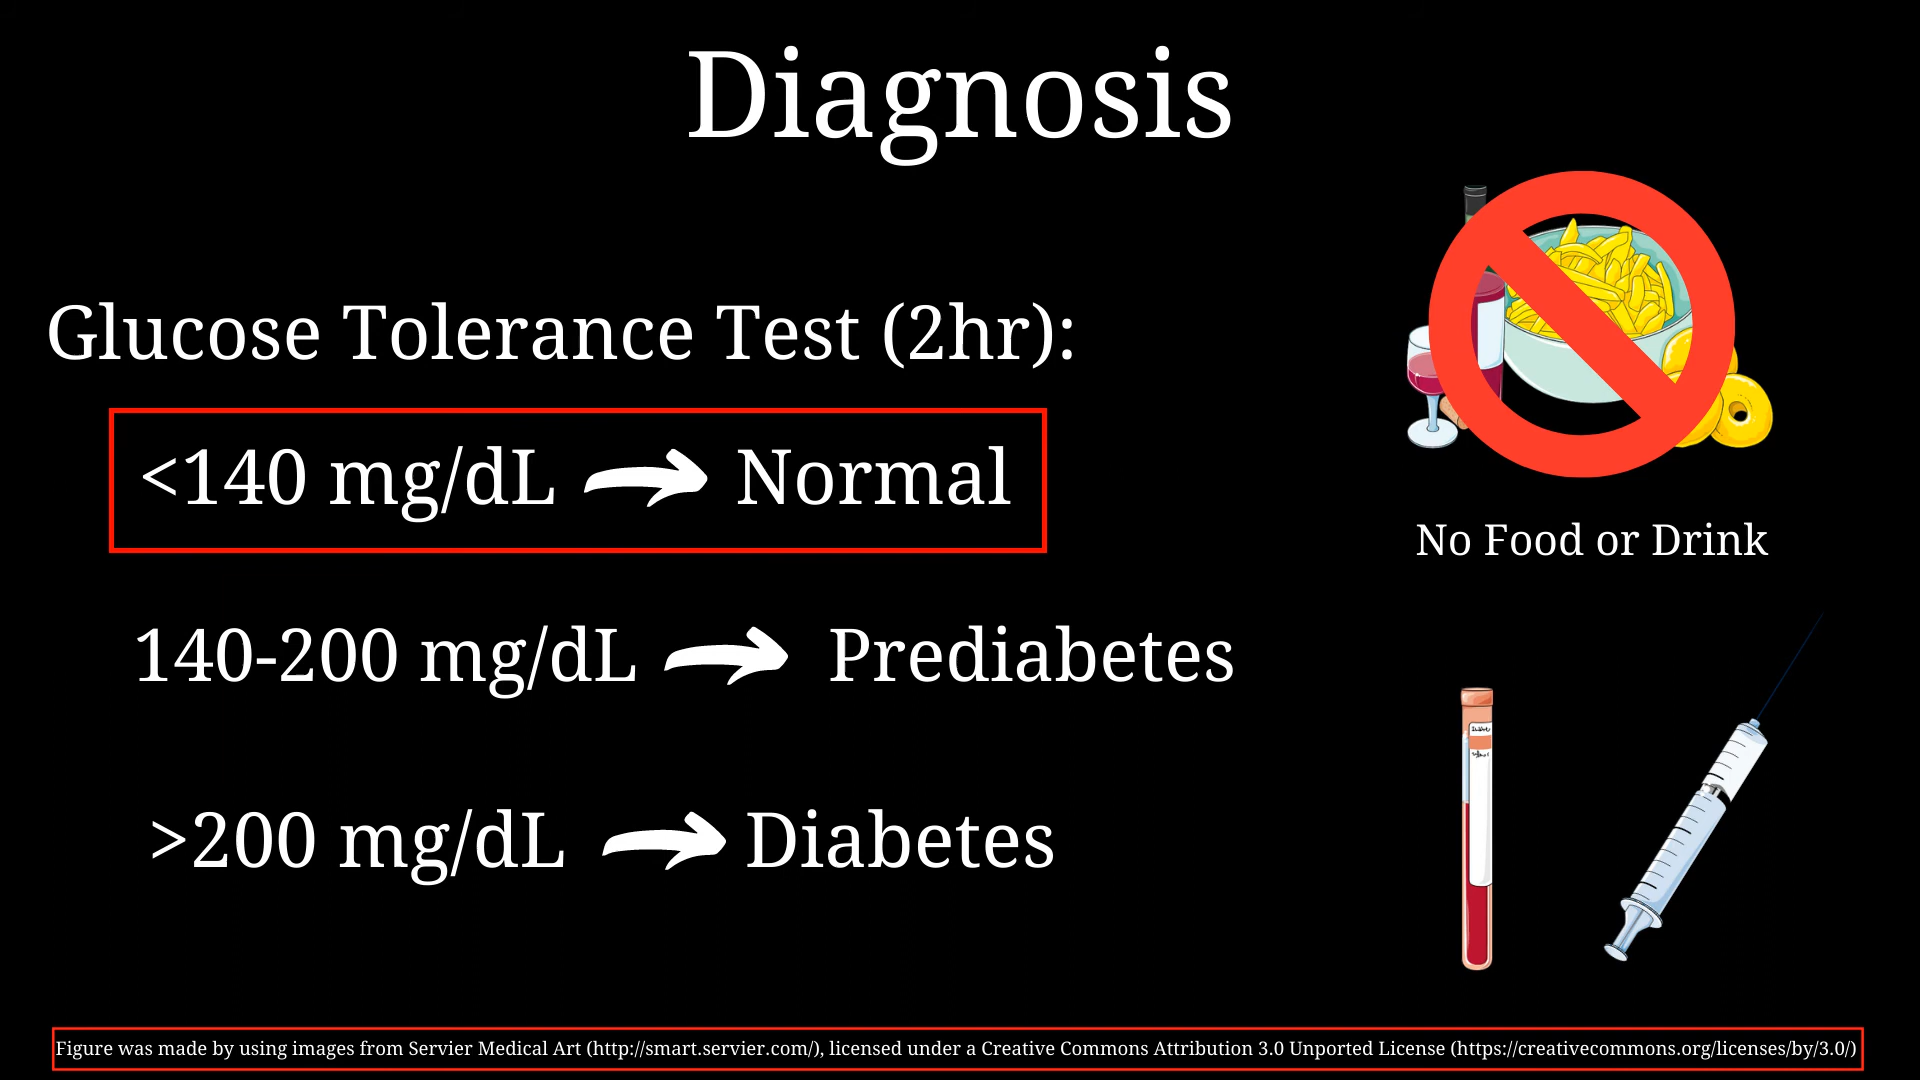 Diagnosis
Glucose Tolerance Test (2hr):
<140 mg/dL → Normal
No Food or Drink
140-200 mg/dL → Prediabetes
>200 mg/dL → Diabetes
Figure was made by using images from Servier Medical Art (http://smart.servier.com/), licensed under a Creative Commons Attribution 3.0 Unported License (https://creativecommons.org/licenses/by/3.0/)